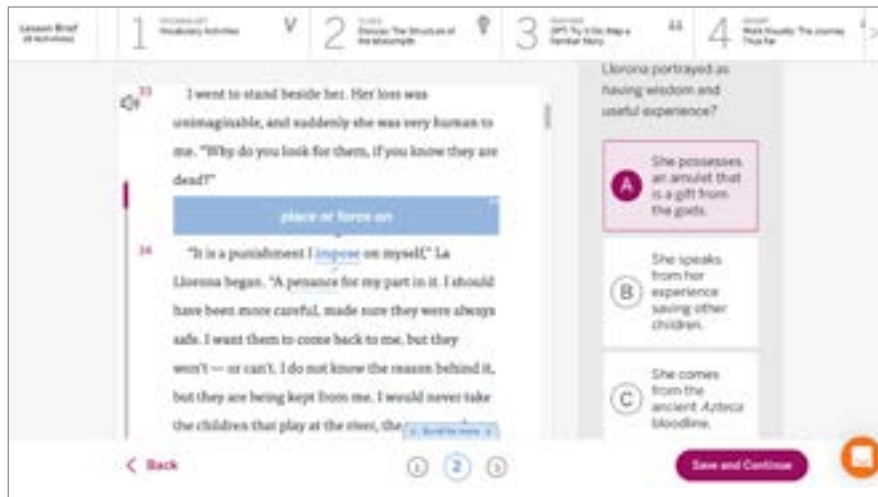 Lesson Brief
1
Vocabulary Activities
2
Discuss: The Structure of
the Monomyth
3
Familiar Story
4
33
I went to stand beside her. Her loss was
unimaginable, and suddenly she was very human to
me. “Why do you look for them, if you know they are
dead?”
place or force on
34
“It is a punishment I impose on myself,” La
Llorona began. “A penance for my part in it. I should
have been more careful, made sure they were always
safe. I want them to come back to me, but they
won't — or can't. I do not know the reason behind it,
but they are being kept from me. I would never take
the children that play at the river, the
Scroll for more
Llorona portrayed as
having wisdom and
useful experience?
A
She possesses
an amulet that
is a gift from
the gods.
B
She speaks
from her
experience
saving other
children.
C
She comes
from the
ancient Azteca
bloodline.
Back
1 2 3
Save and Continue